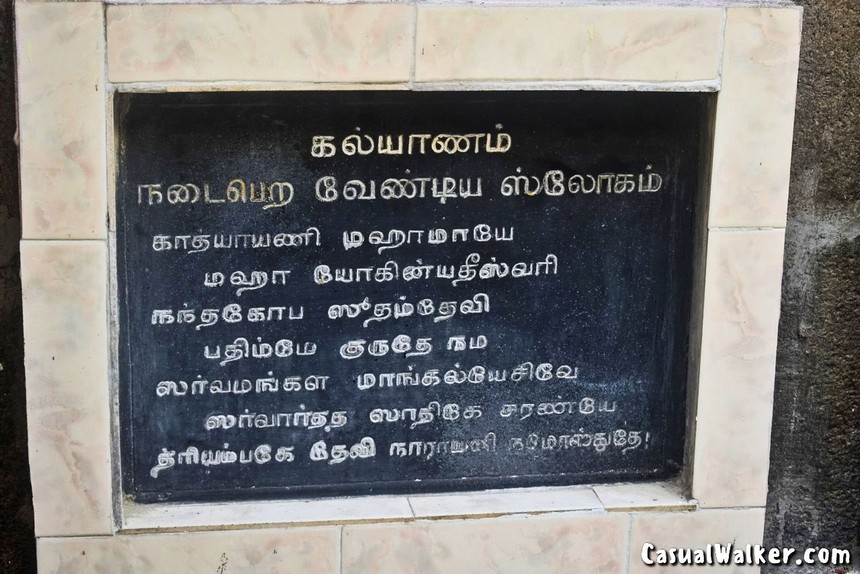 கல்யாணம்
நடைபெற வேண்டிய ஸ்லோகம்
காத்யாயணி மஹாமாயே
மஹா யோகின்யதீஸ்வரி
நந்தகோப ஸுதம்தேவி
பதிம்மே குருதே நம
ஸர்வமங்கள மாங்கல்யேசிவே
ஸர்வார்த்த ஸாதிகே சரண்யே
த்ரியம்பகே தேவி நாராயணி நமோஸ்துதே!
CasualWalker.com